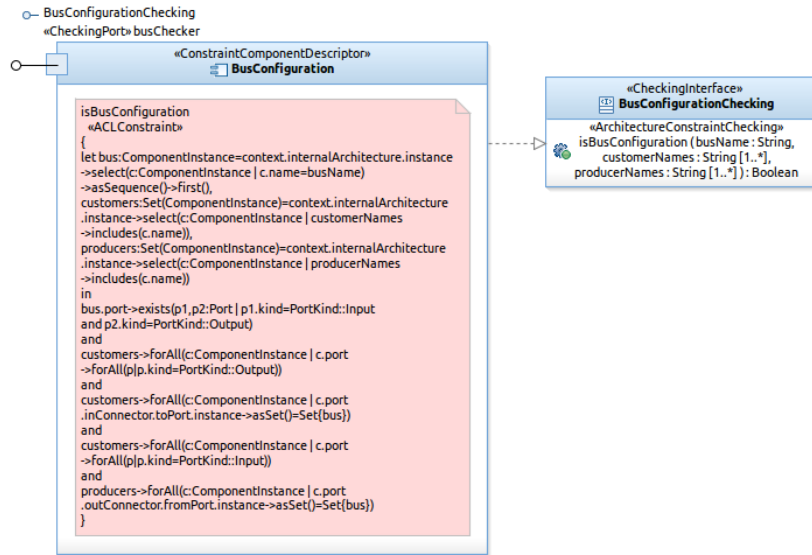 BusConfigurationChecking
«CheckingPort» busChecker
«ConstraintComponentDescriptor»
BusConfiguration
isBusConfiguration
«ACLConstraint»
{
let bus:ComponentInstance=context.internalArchitecture.instance
->select(c:ComponentInstance | c.name=busName)
->asSequence()->first(),
customers:Set(ComponentInstance)=context.internalArchitecture
.instance->select(c:ComponentInstance | customerNames
->includes(c.name)),
producers:Set(ComponentInstance)=context.internalArchitecture
.instance->select(c:ComponentInstance | producerNames
->includes(c.name))
in
bus.port->exists(p1,p2:Port | p1.kind=PortKind::Input
and p2.kind=PortKind::Output)
and
customers->forAll(c:ComponentInstance | c.port
->forAll(p|p.kind=PortKind::Output))
and
customers->forAll(c:ComponentInstance | c.port
.inConnector.toPort.instance->asSet()=Set{bus})
and
customers->forAll(c:ComponentInstance | c.port
->forAll(p|p.kind=PortKind::Input))
and
producers->forAll(c:ComponentInstance | c.port
.outConnector.fromPort.instance->asSet()=Set{bus})
}
«CheckingInterface»
BusConfigurationChecking
«ArchitectureConstraintChecking»
isBusConfiguration ( busName : String,
customerNames : String [1..*],
producerNames : String [1..*] ) : Boolean